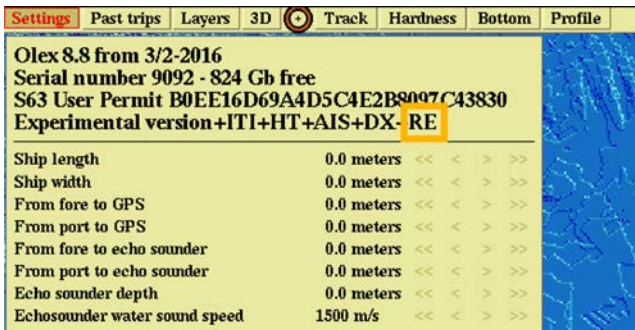 Settings Past trips Layers 3D Track Hardness Bottom Profile
Olex 8.8 from 3/2-2016
Serial number 9092 - 824 Gb free
S63 User Permit B0EE16D69A4D5C4E2B8097C43830
Experimental version+ITI+HT+AIS+DX- RE
Ship length 0.0 meters << < > >>
Ship width 0.0 meters << < > >>
From fore to GPS 0.0 meters << < > >>
From port to GPS 0.0 meters << < > >>
From fore to echo sounder 0.0 meters << < > >>
From port to echo sounder 0.0 meters << < > >>
Echo sounder depth 0.0 meters << < > >>
Echosounder water sound speed 1500 m/s << < > >>